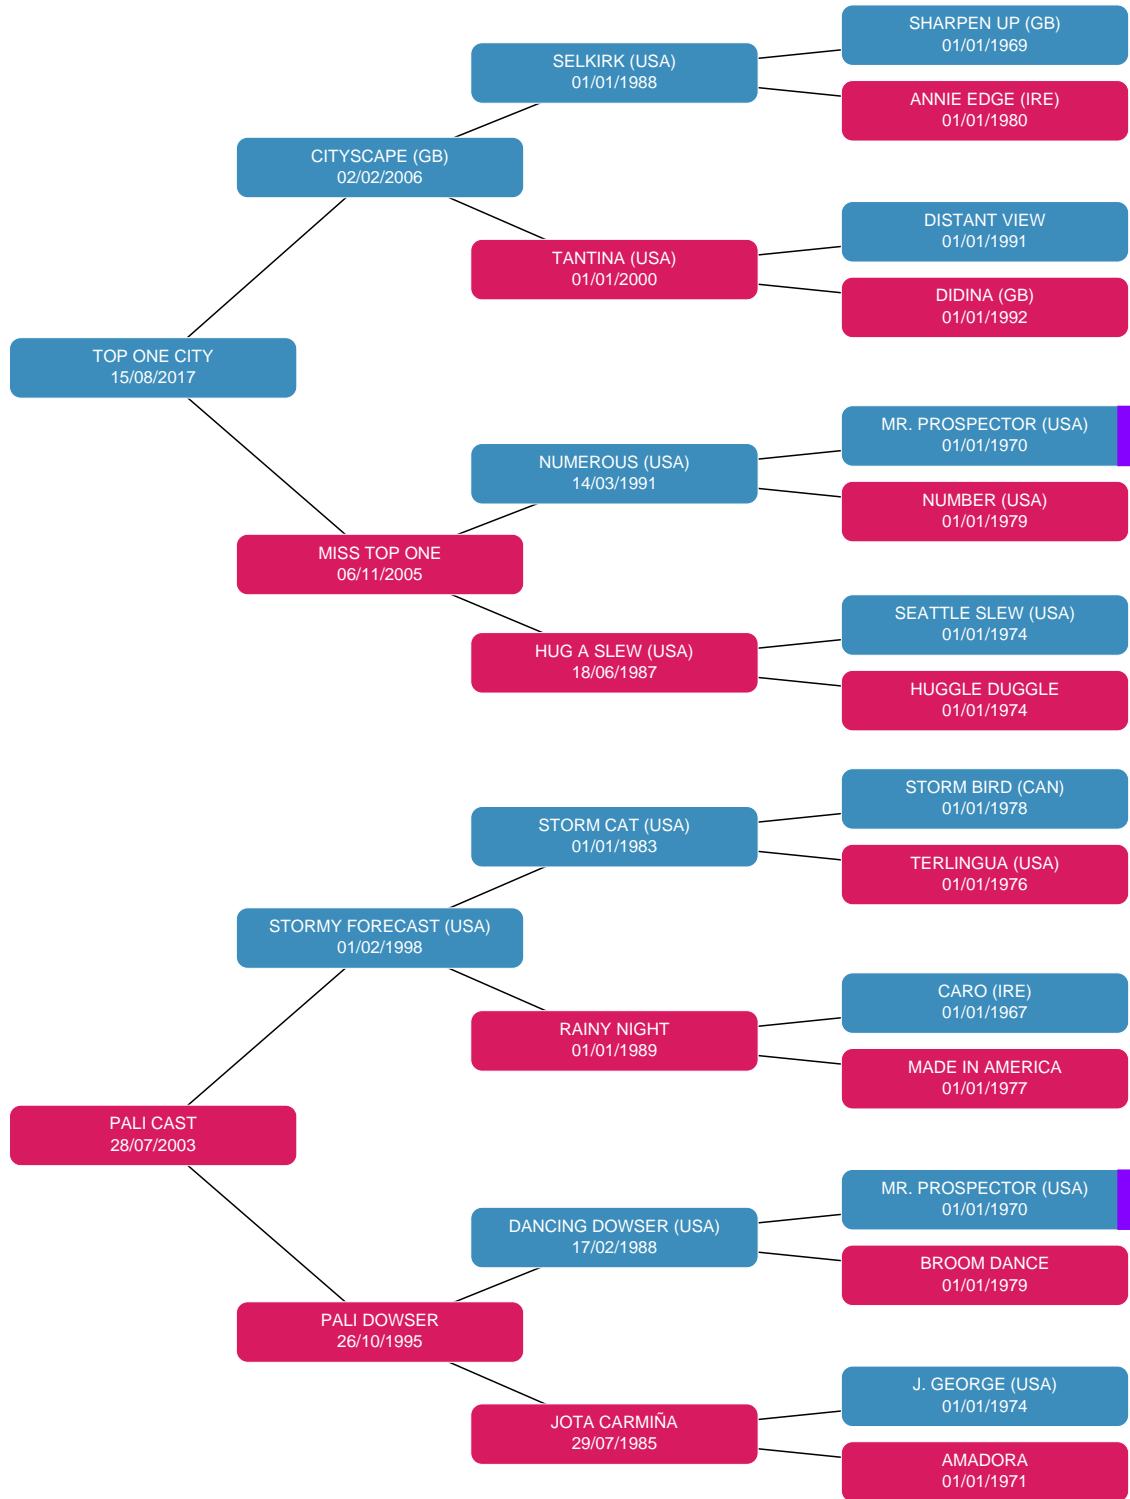 SHARPEN UP (GB)
01/01/1969
SELKIRK (USA)
01/01/1988
ANNIE EDGE (IRE)
01/01/1980
CITYSCAPE (GB)
02/02/2006
DISTANT VIEW
01/01/1991
TANTINA (USA)
01/01/2000
DIDINA (GB)
01/01/1992
TOP ONE CITY
15/08/2017
MR. PROSPECTOR (USA)
01/01/1970
NUMEROUS (USA)
14/03/1991
NUMBER (USA)
01/01/1979
MISS TOP ONE
06/11/2005
SEATTLE SLEW (USA)
01/01/1974
HUG A SLEW (USA)
18/06/1987
HUGGLE DUGGLE
01/01/1974
STORM BIRD (CAN)
01/01/1978
STORM CAT (USA)
01/01/1983
TERLINGUA (USA)
01/01/1976
STORMY FORECAST (USA)
01/02/1998
CARO (IRE)
01/01/1967
RAINY NIGHT
01/01/1989
MADE IN AMERICA
01/01/1977
PALI CAST
28/07/2003
MR. PROSPECTOR (USA)
01/01/1970
DANCING DOWSER (USA)
17/02/1988
BROOM DANCE
01/01/1979
PALI DOWSER
26/10/1995
J. GEORGE (USA)
01/01/1974
JOTA CARMIÑA
29/07/1985
AMADORA
01/01/1971